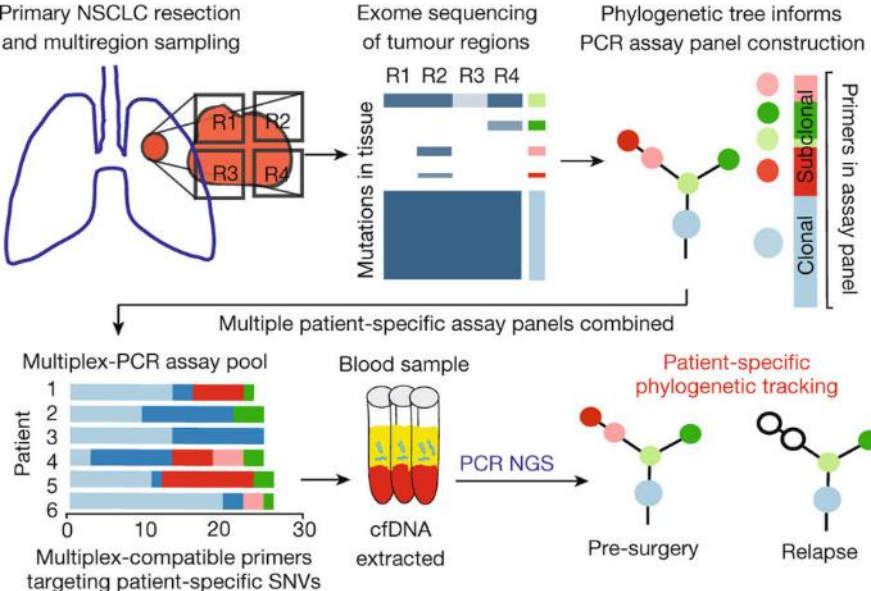 Primary NSCLC resection
and multiregion sampling
R1
R2
R3
R4
Exome sequencing
of tumour regions
R1 R2 R3 R4
Mutations in tissue
Phylogenetic tree informs
PCR assay panel construction
Subclonal
Clonal
Primers in assay panel
Multiple patient-specific assay panels combined
Multiplex-PCR assay pool
Patient
1
2
3
4
5
6
0 10 20 30
Multiplex-compatible primers
targeting patient-specific SNVs
Blood sample
cfDNA
extracted
PCR NGS
Patient-specific
phylogenetic tracking
Pre-surgery
Relapse